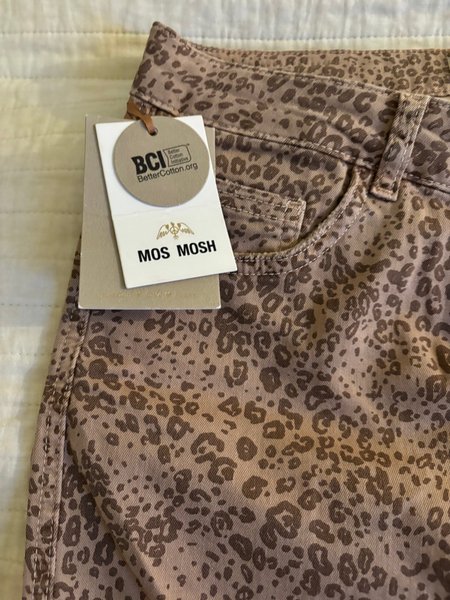 BCI
Better
Cotton
Initiative
BetterCotton.org
MOS MOSH